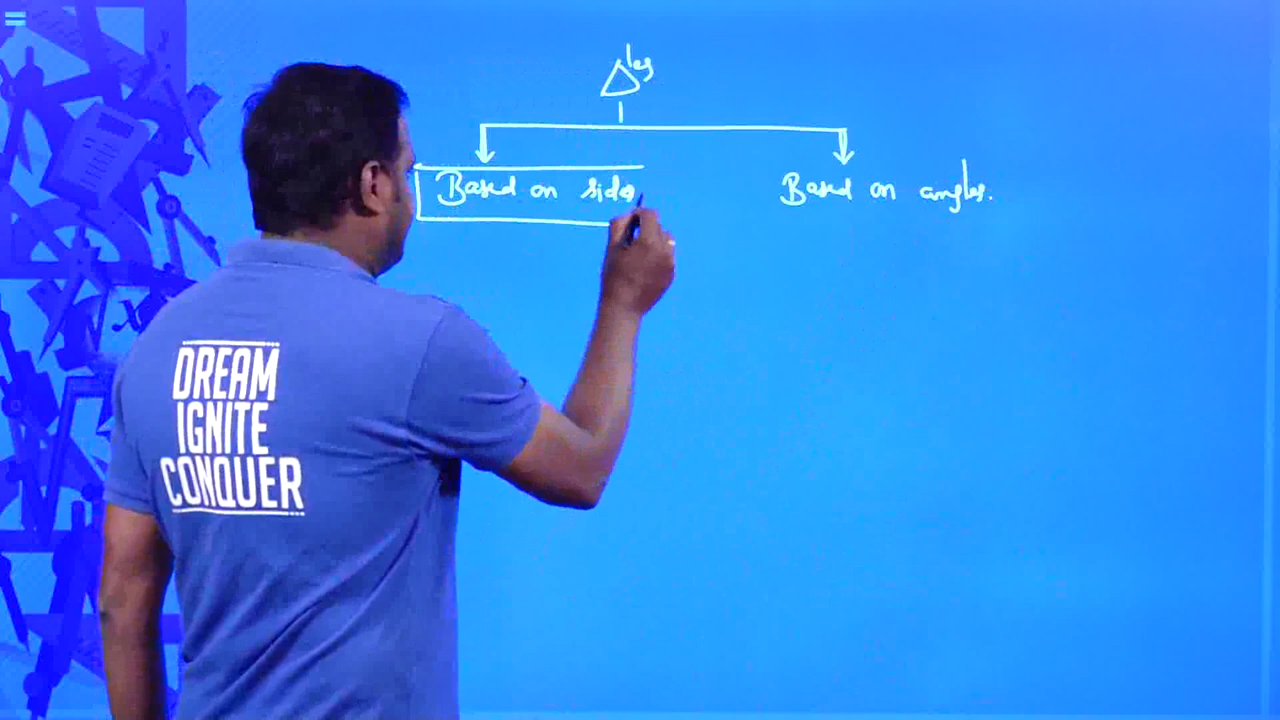 △les
Based on sides
Based on angles.
DREAM
IGNITE
CONQUER